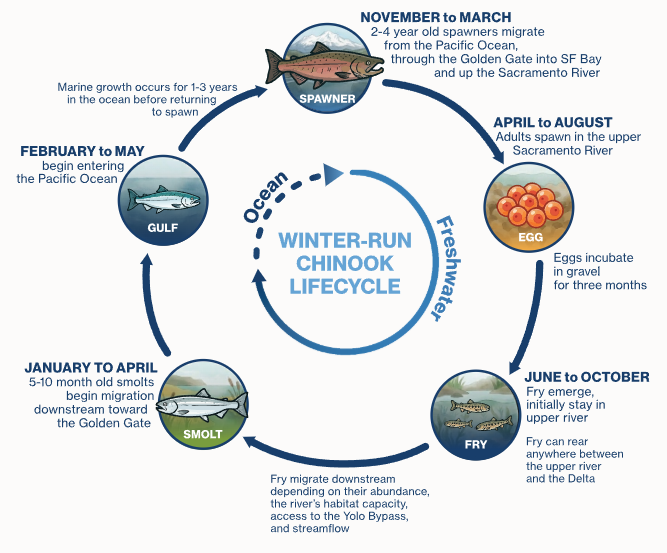 NOVEMBER to MARCH
2-4 year old spawners migrate
from the Pacific Ocean,
through the Golden Gate into SF Bay
and up the Sacramento River
SPAWNER
APRIL to AUGUST
Adults spawn in the upper
Sacramento River
EGG
Eggs incubate
in gravel
for three months
JUNE to OCTOBER
Fry emerge,
initially stay in
upper river
Fry can rear
anywhere between
the upper river
and the Delta
FRY
Fry migrate downstream
depending on their abundance,
the river's habitat capacity,
access to the Yolo Bypass,
and streamflow
JANUARY TO APRIL
5-10 month old smolts
begin migration
downstream toward
the Golden Gate
SMOLT
FEBRUARY to MAY
begin entering
the Pacific Ocean
GULF
Marine growth occurs for 1-3 years
in the ocean before returning
to spawn
Ocean
Freshwater
WINTER-RUN
CHINOOK
LIFECYCLE